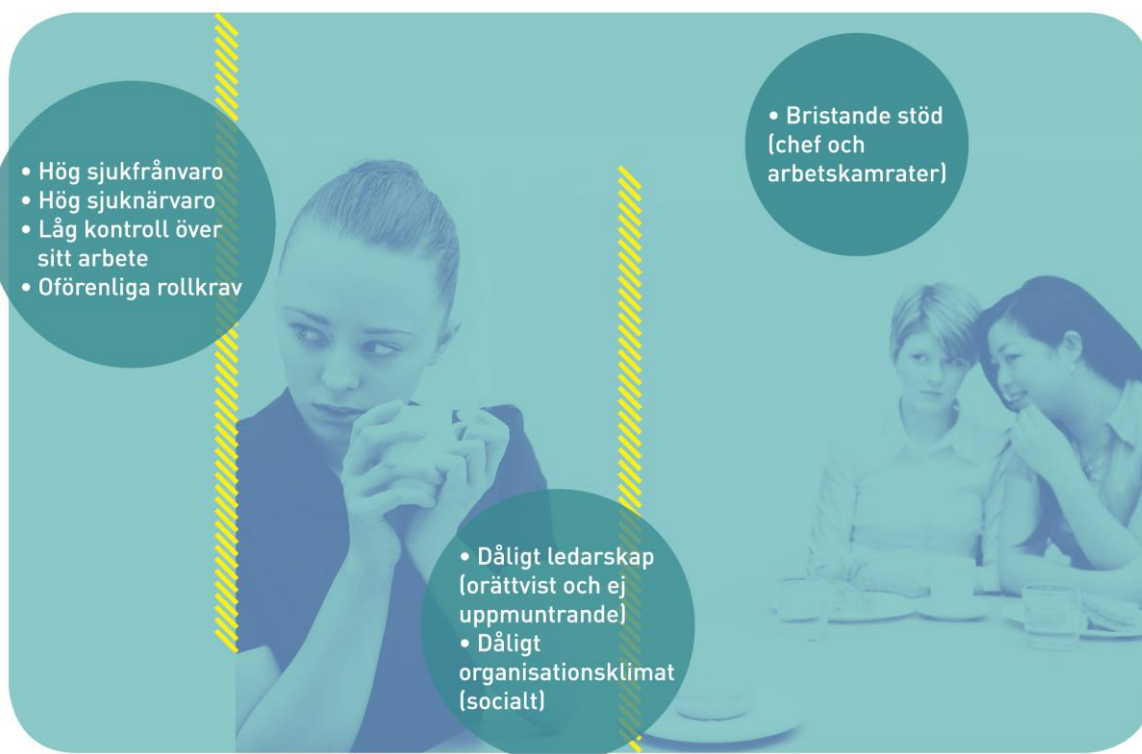 • Hög sjukfrånvaro
• Hög sjuknärvaro
• Låg kontroll över
sitt arbete
• Oförenliga rollkrav
• Bristande stöd
(chef och
arbetskamrater)
• Dåligt ledarskap
(orättvist och ej
uppmuntrande)
• Dåligt
organisationsklimat
(socialt)